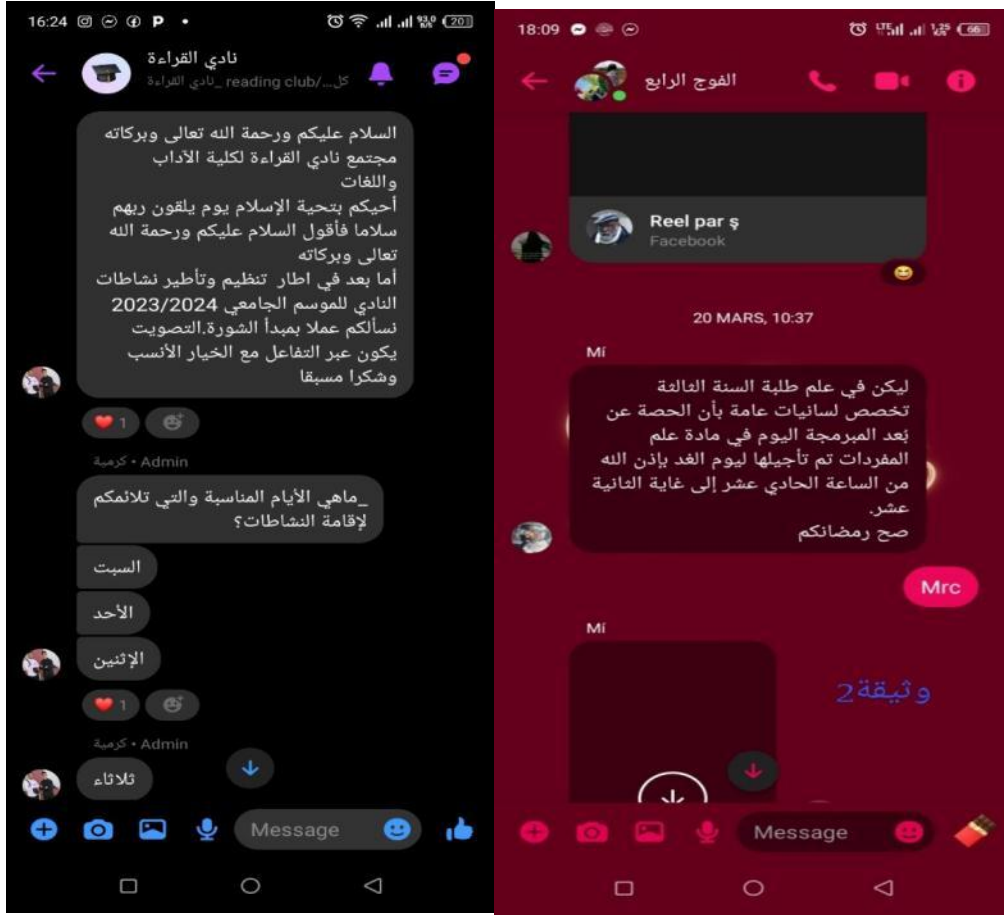 16:24
P
20
نادي القراءة
كل.../reading club _نادي القراءة
السلام عليكم ورحمة الله تعالى وبركاته
مجتمع نادي القراءة لكلية الآداب
واللغات
أحيكم بتحية الإسلام يوم يلقون ربهم
سلاما فأقول السلام عليكم ورحمة الله
تعالى وبركاته
أما بعد في اطار تنظيم وتأطير نشاطات
النادي للموسم الجامعي 2023/2024
نسألكم عملا بمبدأ الشورة.التصويت
يكون عبر التفاعل مع الخيار الأنسب
وشكرا مسبقا
1
كرمية • Admin
_ماهي الأيام المناسبة والتي تلائمكم
لإقامة النشاطات؟
السبت
الأحد
الإثنين
1
كرمية • Admin
ثلاثاء
Message
18:09
66
الفوج الرابع
Reel par ş
Facebook
20 MARS, 10:37
Mí
ليكن في علم طلبة السنة الثالثة
تخصص لسانيات عامة بأن الحصة عن
بُعد المبرمجة اليوم في مادة علم
المفردات تم تأجيلها ليوم الغد بإذن الله
من الساعة الحادي عشر إلى غاية الثانية
عشر.
صح رمضانكم
Mrc
Mí
وثيقة2
Message